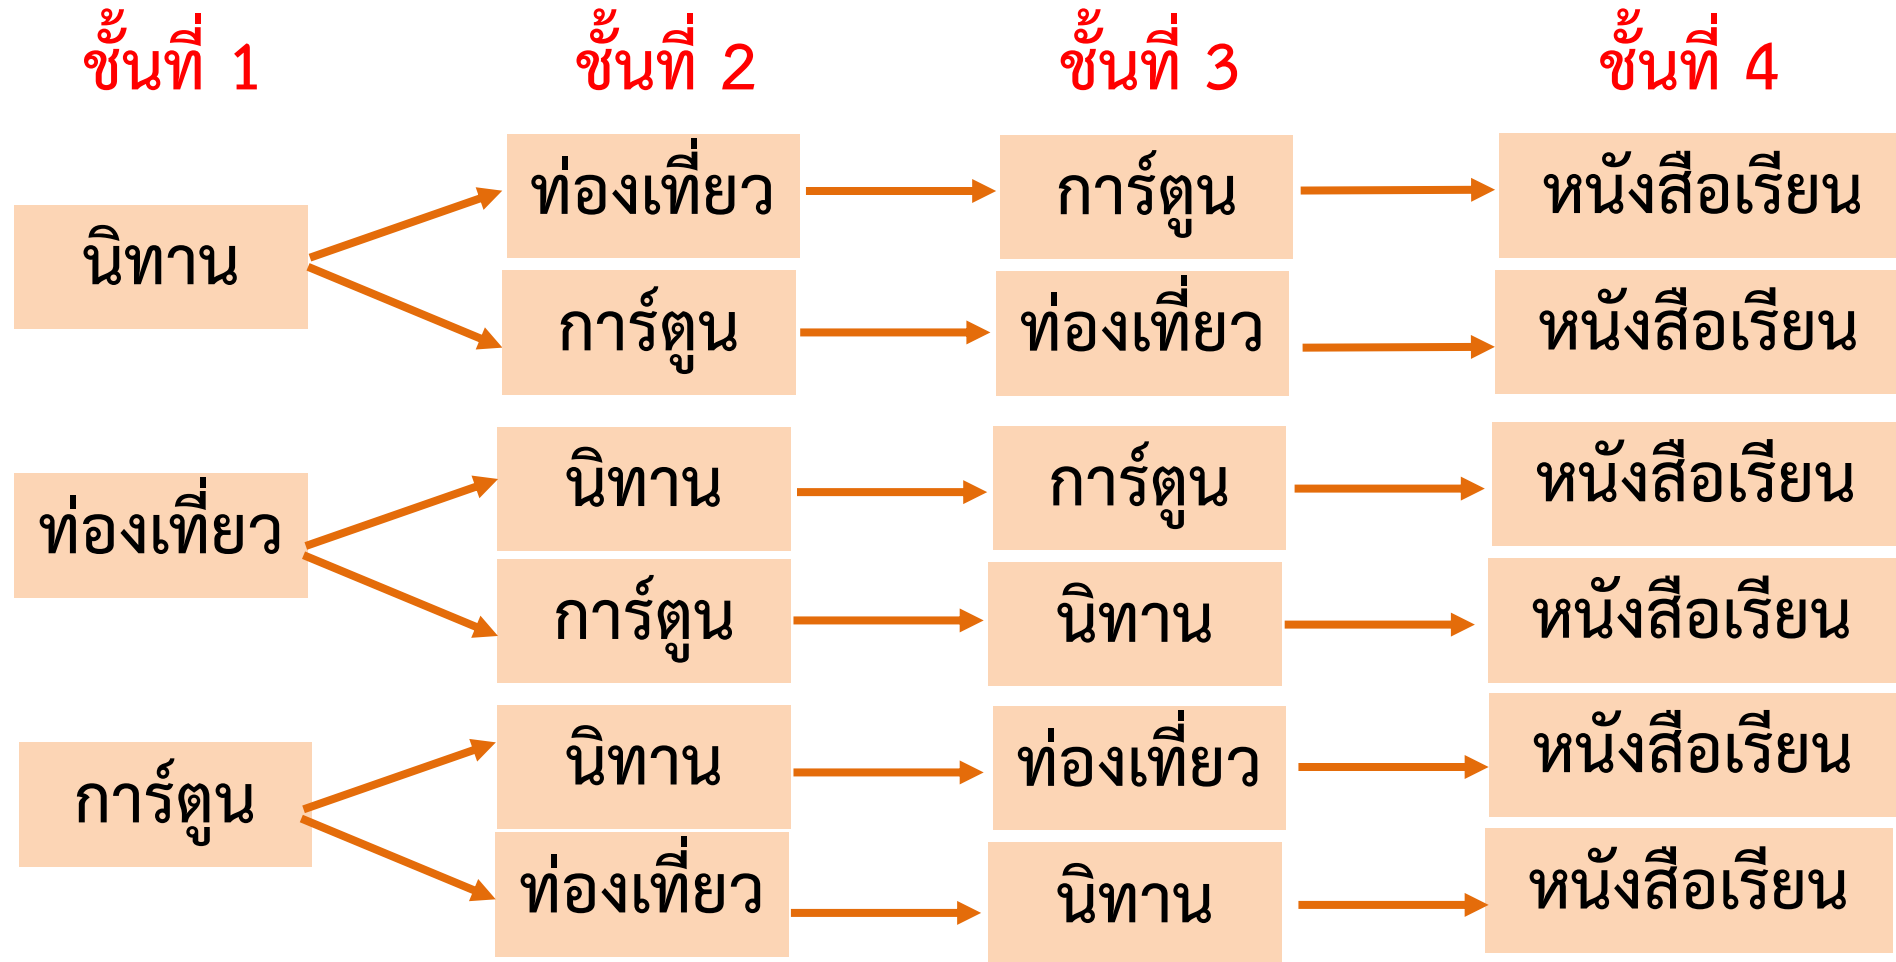 ชั้นที่ 1 ชั้นที่ 2 ชั้นที่ 3 ชั้นที่ 4
นิทาน
ท่องเที่ยว การ์ตูน หนังสือเรียน
การ์ตูน ท่องเที่ยว หนังสือเรียน
ท่องเที่ยว
นิทาน การ์ตูน หนังสือเรียน
การ์ตูน นิทาน หนังสือเรียน
การ์ตูน
นิทาน ท่องเที่ยว หนังสือเรียน
ท่องเที่ยว นิทาน หนังสือเรียน